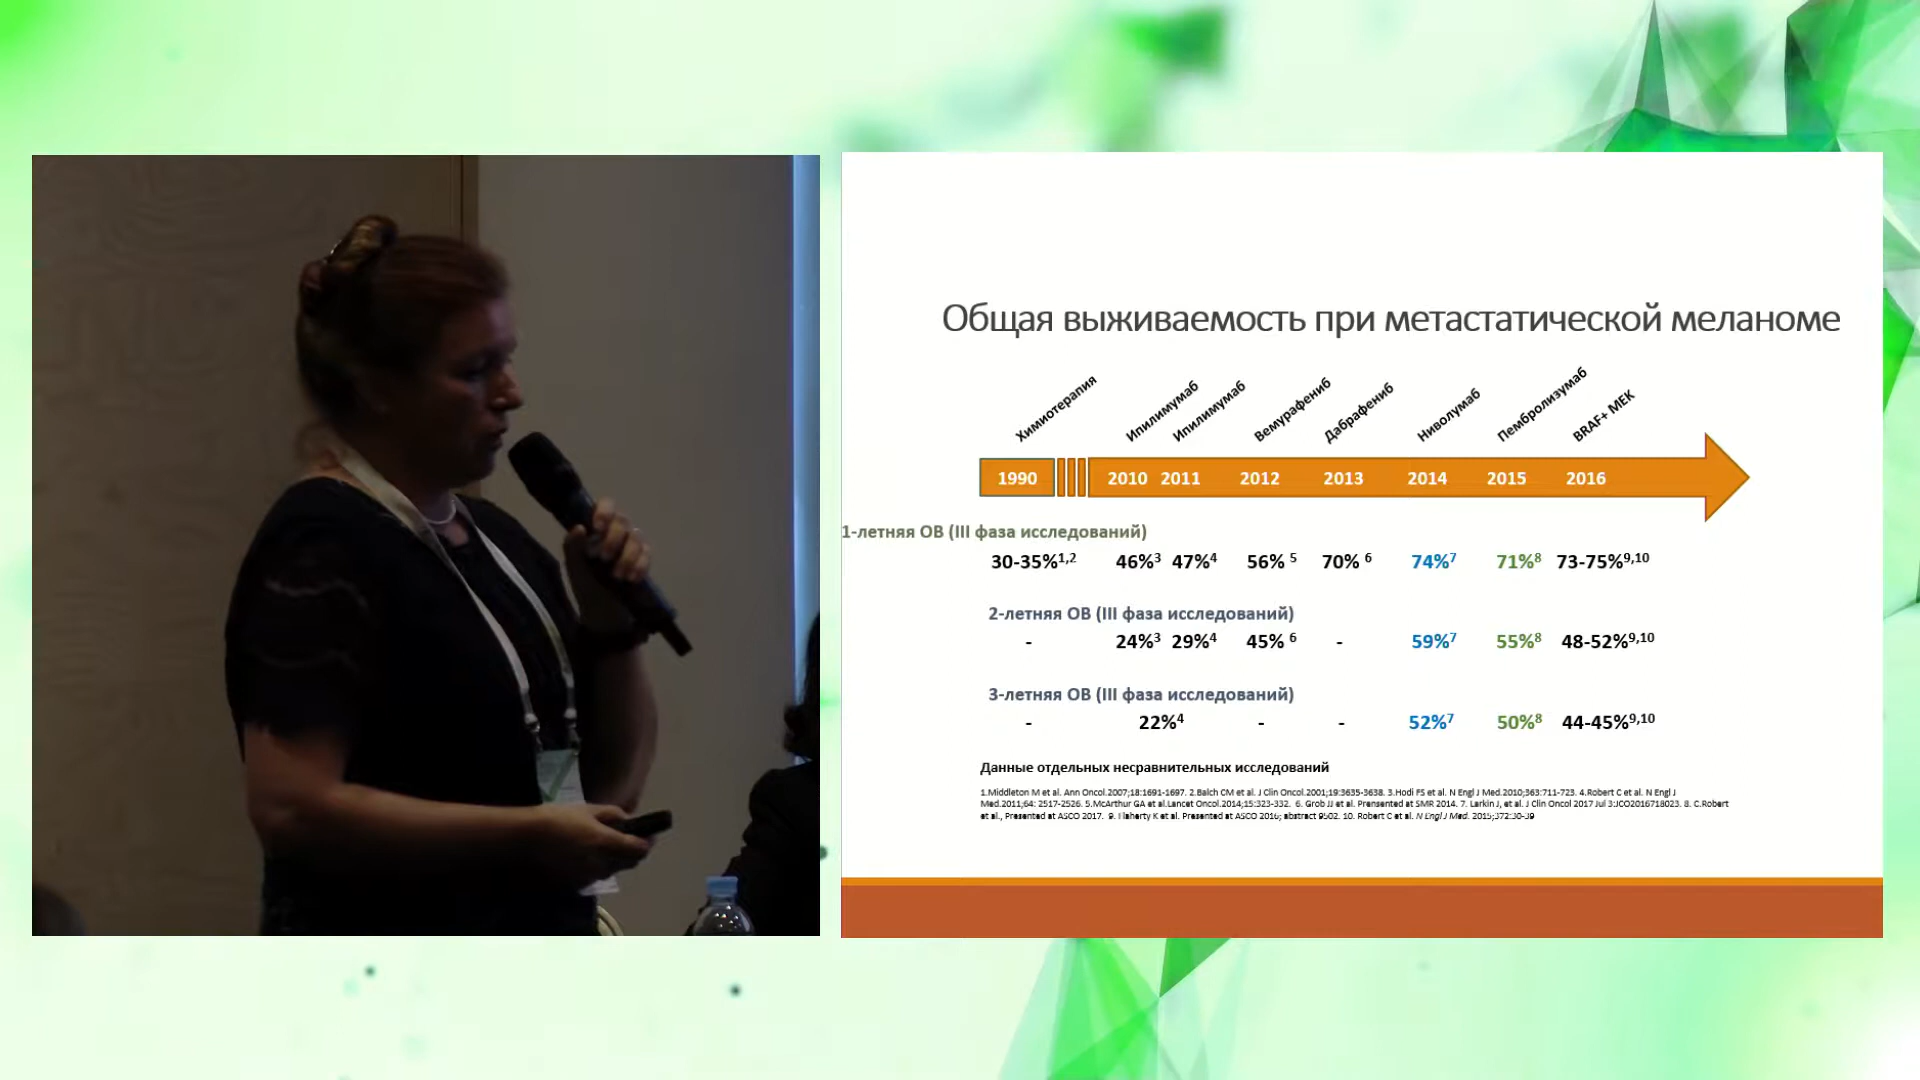 Общая выживаемость при метастатической меланоме
Химиотерапия Ипилимумаб Ипилимумаб Вемурафениб Дабрафениб Ниволумаб Пембролизумаб BRAF+ MEK
1990 2010 2011 2012 2013 2014 2015 2016
1-летняя ОВ (III фаза исследований)
30-35%1,2 46%3 47%4 56% 5 70% 6 74%7 71%8 73-75%9,10
2-летняя ОВ (III фаза исследований)
- 24%3 29%4 45% 6 - 59%7 55%8 48-52%9,10
3-летняя ОВ (III фаза исследований)
- 22%4 - - 52%7 50%8 44-45%9,10
Данные отдельных несравнительных исследований
1.Middleton M et al. Ann Oncol.2007;18:1691-1697. 2.Balch CM et al. J Clin Oncol.2001;19:3635-3638. 3.Hodi FS et al. N Engl J Med.2010;363:711-723. 4.Robert C et al. N Engl J
Med.2011;64: 2517-2526. 5.McArthur GA et al.Lancet Oncol.2014;15:323-332. 6. Grob JJ et al. Prensented at SMR 2014. 7. Larkin J, et al. J Clin Oncol 2017 Jul 3:JCO2016718023. 8. C.Robert
et al., Presented at ASCO 2017. 9. Flaherty K et al. Presented at ASCO 2016; abstract 9502. 10. Robert C et al. N Engl J Med. 2015;372:30-39